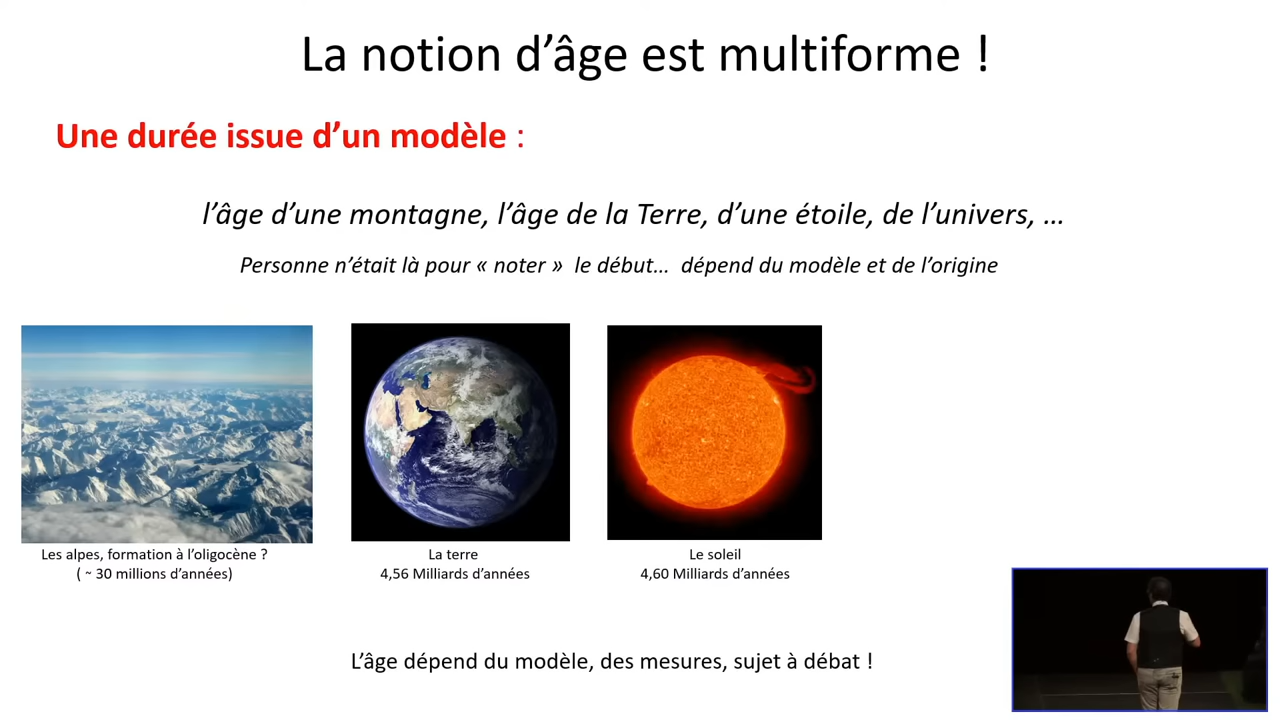 La notion d’âge est multiforme !
Une durée issue d’un modèle :
l’âge d’une montagne, l’âge de la Terre, d’une étoile, de l’univers, …
Personne n’était là pour « noter » le début… dépend du modèle et de l’origine
Les alpes, formation à l’oligocène ?
( ~ 30 millions d’années)
La terre
4,56 Milliards d’années
Le soleil
4,60 Milliards d’années
L’âge dépend du modèle, des mesures, sujet à débat !